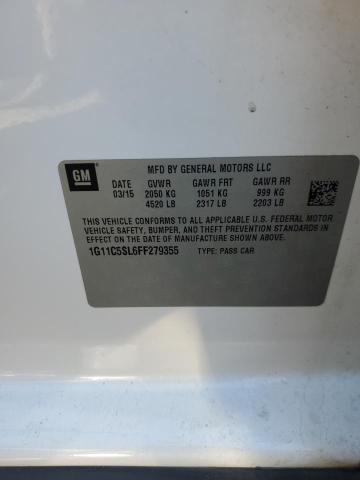 GM
MFD BY GENERAL MOTORS LLC
DATE GVWR GAWR FRT GAWR RR
03/15 2050 KG 1051 KG 999 KG
4520 LB 2317 LB 2203 LB
THIS VEHICLE CONFORMS TO ALL APPLICABLE U.S. FEDERAL MOTOR
VEHICLE SAFETY, BUMPER, AND THEFT PREVENTION STANDARDS
IN EFFECT ON THE DATE OF MANUFACTURE SHOWN ABOVE.
1G11C5SL6FF279355 TYPE: PASS CAR